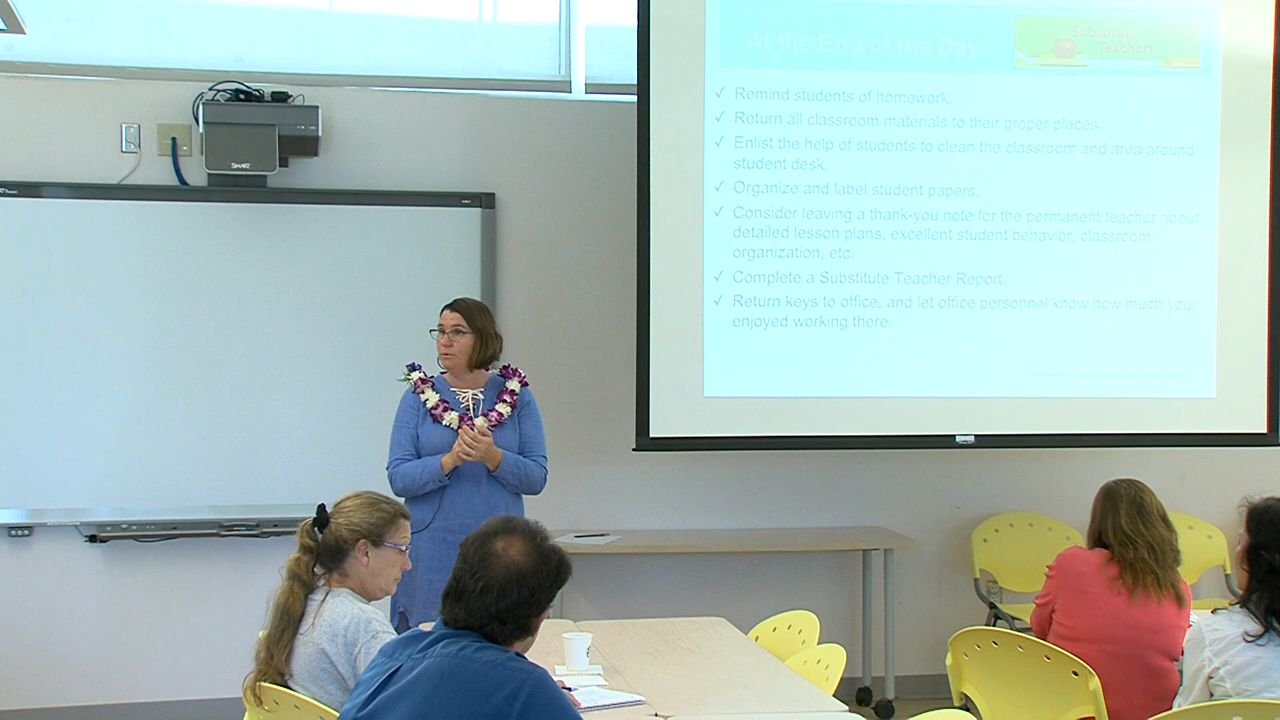 At the End of the Day
Substitute
Teachers
✓ Remind students of homework.
✓ Return all classroom materials to their proper places.
✓ Enlist the help of students to clean the classroom and area around
student desk.
✓ Organize and label student papers.
✓ Consider leaving a thank-you note for the permanent teacher about
detailed lesson plans, excellent student behavior, classroom
organization, etc.
✓ Complete a Substitute Teacher Report.
✓ Return keys to office, and let office personnel know how much you
enjoyed working there.
SMART